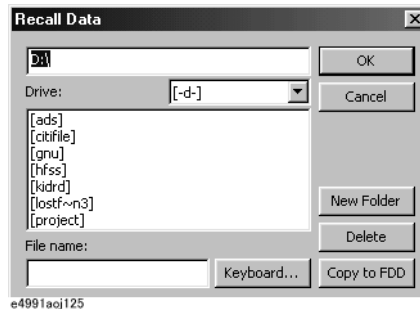 Recall Data
D:\
OK
Drive:
[-d-]
Cancel
[ads]
[citifile]
[gnu]
[hfss]
[kidrd]
[lostf~n3]
[project]
New Folder
Delete
File name:
Keyboard...
Copy to FDD
e4991aoj125